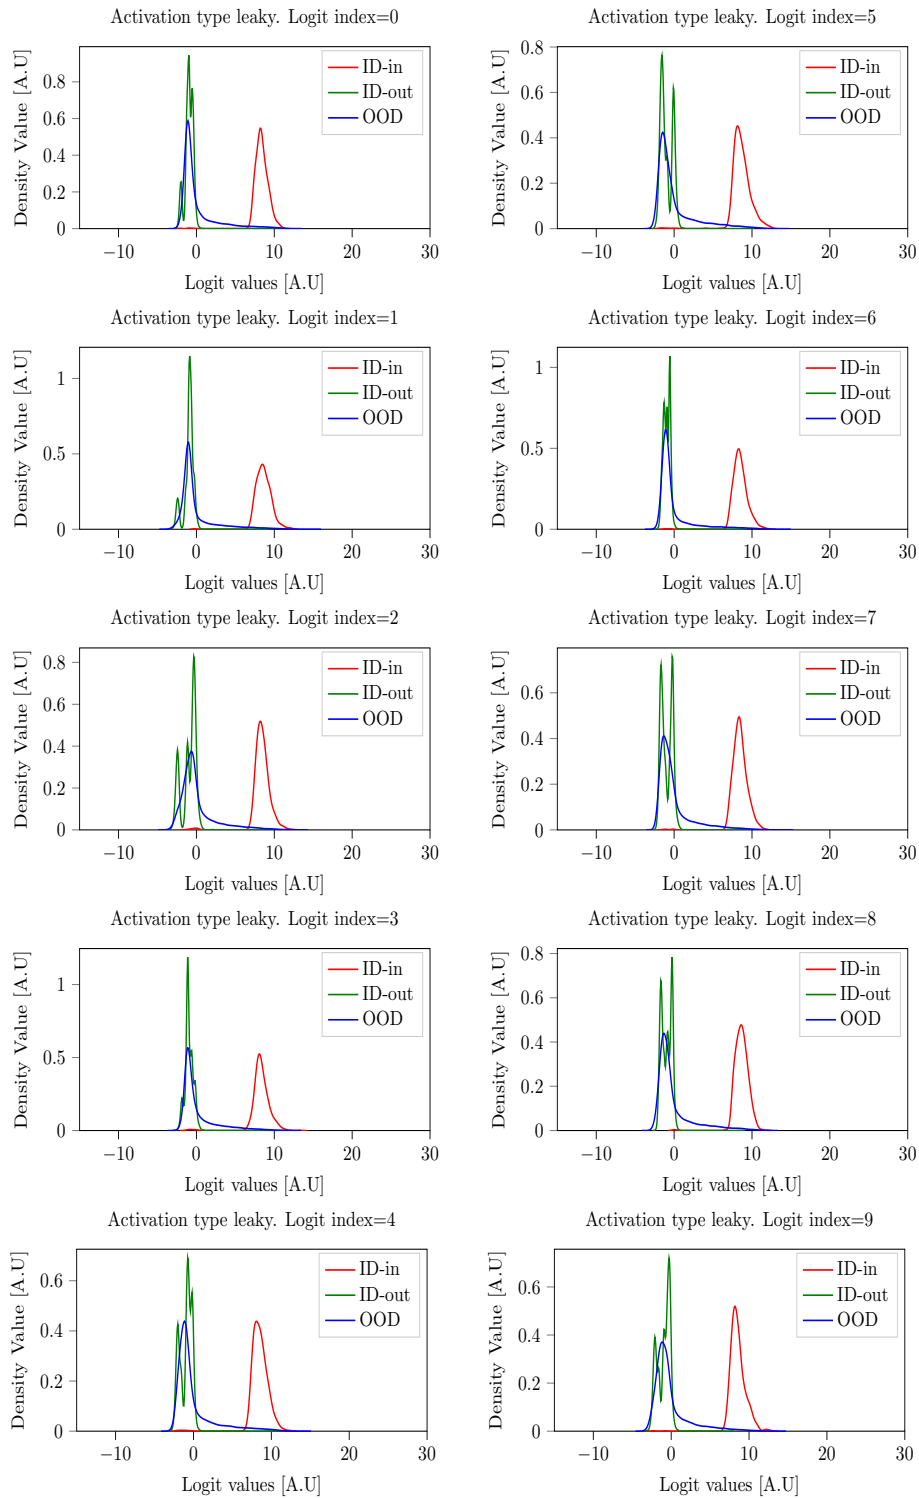 Activation type leaky. Logit index=0
Density Value [A.U]
0.8
0.6
0.4
0.2
0
ID-in
ID-out
OOD
−10 0 10 20 30
Logit values [A.U]
Activation type leaky. Logit index=5
Density Value [A.U]
0.8
0.6
0.4
0.2
0
ID-in
ID-out
OOD
−10 0 10 20 30
Logit values [A.U]
Activation type leaky. Logit index=1
Density Value [A.U]
1
0.5
0
ID-in
ID-out
OOD
−10 0 10 20 30
Logit values [A.U]
Activation type leaky. Logit index=6
Density Value [A.U]
1
0.5
0
ID-in
ID-out
OOD
−10 0 10 20 30
Logit values [A.U]
Activation type leaky. Logit index=2
Density Value [A.U]
0.8
0.6
0.4
0.2
0
ID-in
ID-out
OOD
−10 0 10 20 30
Logit values [A.U]
Activation type leaky. Logit index=7
Density Value [A.U]
0.6
0.4
0.2
0
ID-in
ID-out
OOD
−10 0 10 20 30
Logit values [A.U]
Activation type leaky. Logit index=3
Density Value [A.U]
1
0.5
0
ID-in
ID-out
OOD
−10 0 10 20 30
Logit values [A.U]
Activation type leaky. Logit index=8
Density Value [A.U]
0.8
0.6
0.4
0.2
0
ID-in
ID-out
OOD
−10 0 10 20 30
Logit values [A.U]
Activation type leaky. Logit index=4
Density Value [A.U]
0.6
0.4
0.2
0
ID-in
ID-out
OOD
−10 0 10 20 30
Logit values [A.U]
Activation type leaky. Logit index=9
Density Value [A.U]
0.6
0.4
0.2
0
ID-in
ID-out
OOD
−10 0 10 20 30
Logit values [A.U]